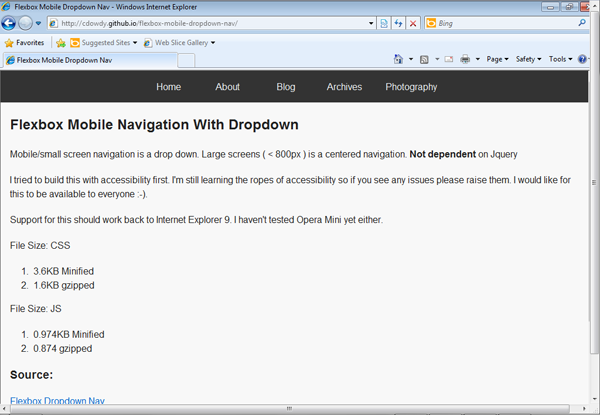 Flexbox Mobile Dropdown Nav - Windows Internet Explorer
http://cdowdy.github.io/flexbox-mobile-dropdown-nav/
Bing
Favorites
Suggested Sites
Web Slice Gallery
Flexbox Mobile Dropdown Nav
Page
Safety
Tools
Home
About
Blog
Archives
Photography
Flexbox Mobile Navigation With Dropdown
Mobile/small screen navigation is a drop down. Large screens ( < 800px ) is a centered navigation. Not dependent on Jquery
I tried to build this with accessibility first. I'm still learning the ropes of accessibility so if you see any issues please raise them. I would like for
this to be available to everyone :-).
Support for this should work back to Internet Explorer 9. I haven't tested Opera Mini yet either.
File Size: CSS
1. 3.6KB Minified
2. 1.6KB gzipped
File Size: JS
1. 0.974KB Minified
2. 0.874 gzipped
Source:
Flexbox Dropdown Nav